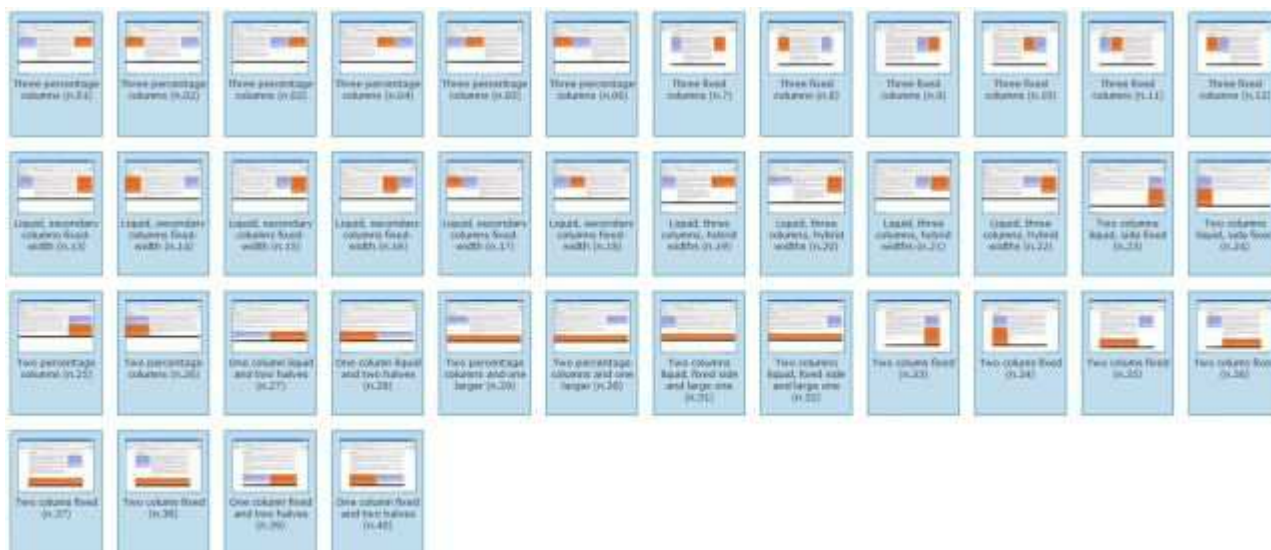 Three percentage
columns (n.01)
Three percentage
columns (n.02)
Three percentage
columns (n.03)
Three percentage
columns (n.04)
Three percentage
columns (n.05)
Three percentage
columns (n.06)
Three fixed
columns (n.7)
Three fixed
columns (n.8)
Three fixed
columns (n.9)
Three fixed
columns (n.10)
Three fixed
columns (n.11)
Three fixed
columns (n.12)
Liquid, secondary
columns fixed-
width (n.13)
Liquid, secondary
columns fixed-
width (n.14)
Liquid, secondary
columns fixed-
width (n.15)
Liquid, secondary
columns fixed-
width (n.16)
Liquid, secondary
columns fixed-
width (n.17)
Liquid, secondary
columns fixed-
width (n.18)
Liquid, three
columns, hybrid
widths (n.19)
Liquid, three
columns, hybrid
widths (n.20)
Liquid, three
columns, hybrid
widths (n.21)
Liquid, three
columns, hybrid
widths (n.22)
Two columns
liquid, side fixed
(n.23)
Two columns
liquid, side fixed
(n.24)
Two percentage
columns (n.25)
Two percentage
columns (n.26)
One column liquid
and two halves
(n.27)
One column liquid
and two halves
(n.28)
Two percentage
columns and one
larger (n.29)
Two percentage
columns and one
larger (n.30)
Two columns
liquid, fixed side
and large one
(n.31)
Two columns
liquid, fixed side
and large one
(n.32)
Two column fixed
(n.33)
Two column fixed
(n.34)
Two column fixed
(n.35)
Two column fixed
(n.36)
Two column fixed
(n.37)
Two column fixed
(n.38)
One column fixed
and two halves
(n.39)
One column fixed
and two halves
(n.40)